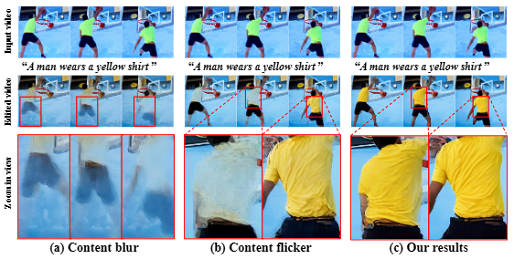 Input video
"A man wears a yellow shirt" "A man wears a yellow shirt" "A man wears a yellow shirt"
Edited video
Zoom in view
(a) Content blur (b) Content flicker (c) Our results